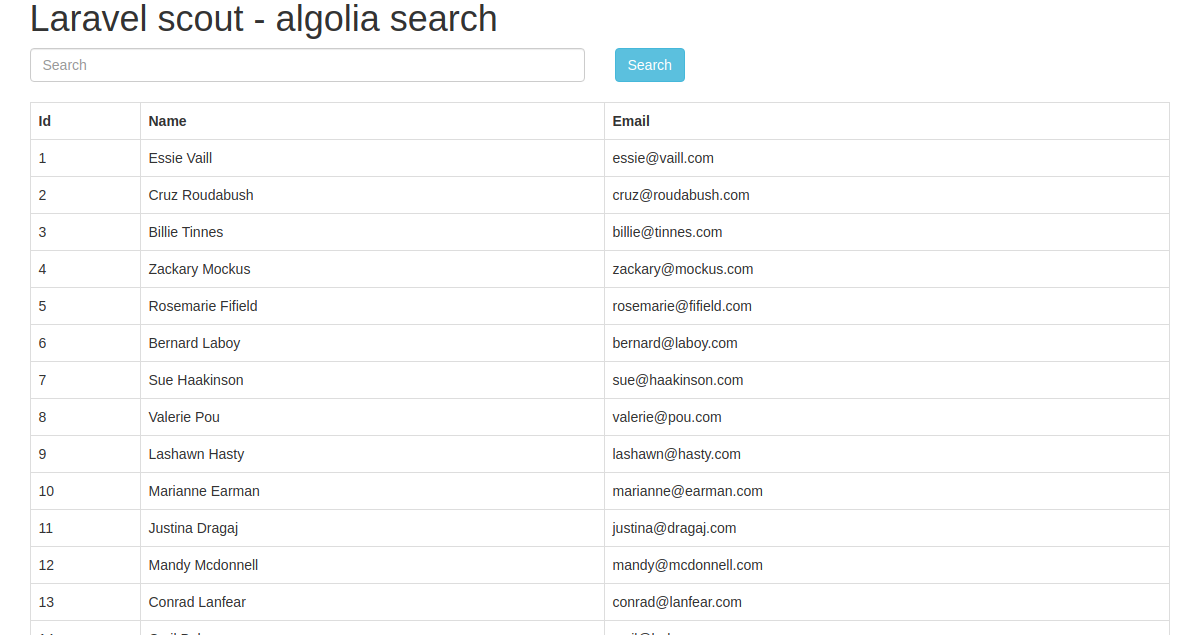 Laravel scout - algolia search
Search Search
Id Name Email
1 Essie Vaill essie@vaill.com
2 Cruz Roudabush cruz@roudabush.com
3 Billie Tinnes billie@tinnes.com
4 Zackary Mockus zackary@mockus.com
5 Rosemarie Fifield rosemarie@fifield.com
6 Bernard Laboy bernard@laboy.com
7 Sue Haakinson sue@haakinson.com
8 Valerie Pou valerie@pou.com
9 Lashawn Hasty lashawn@hasty.com
10 Marianne Earman marianne@earman.com
11 Justina Dragaj justina@dragaj.com
12 Mandy Mcdonnell mandy@mcdonnell.com
13 Conrad Lanfear conrad@lanfear.com